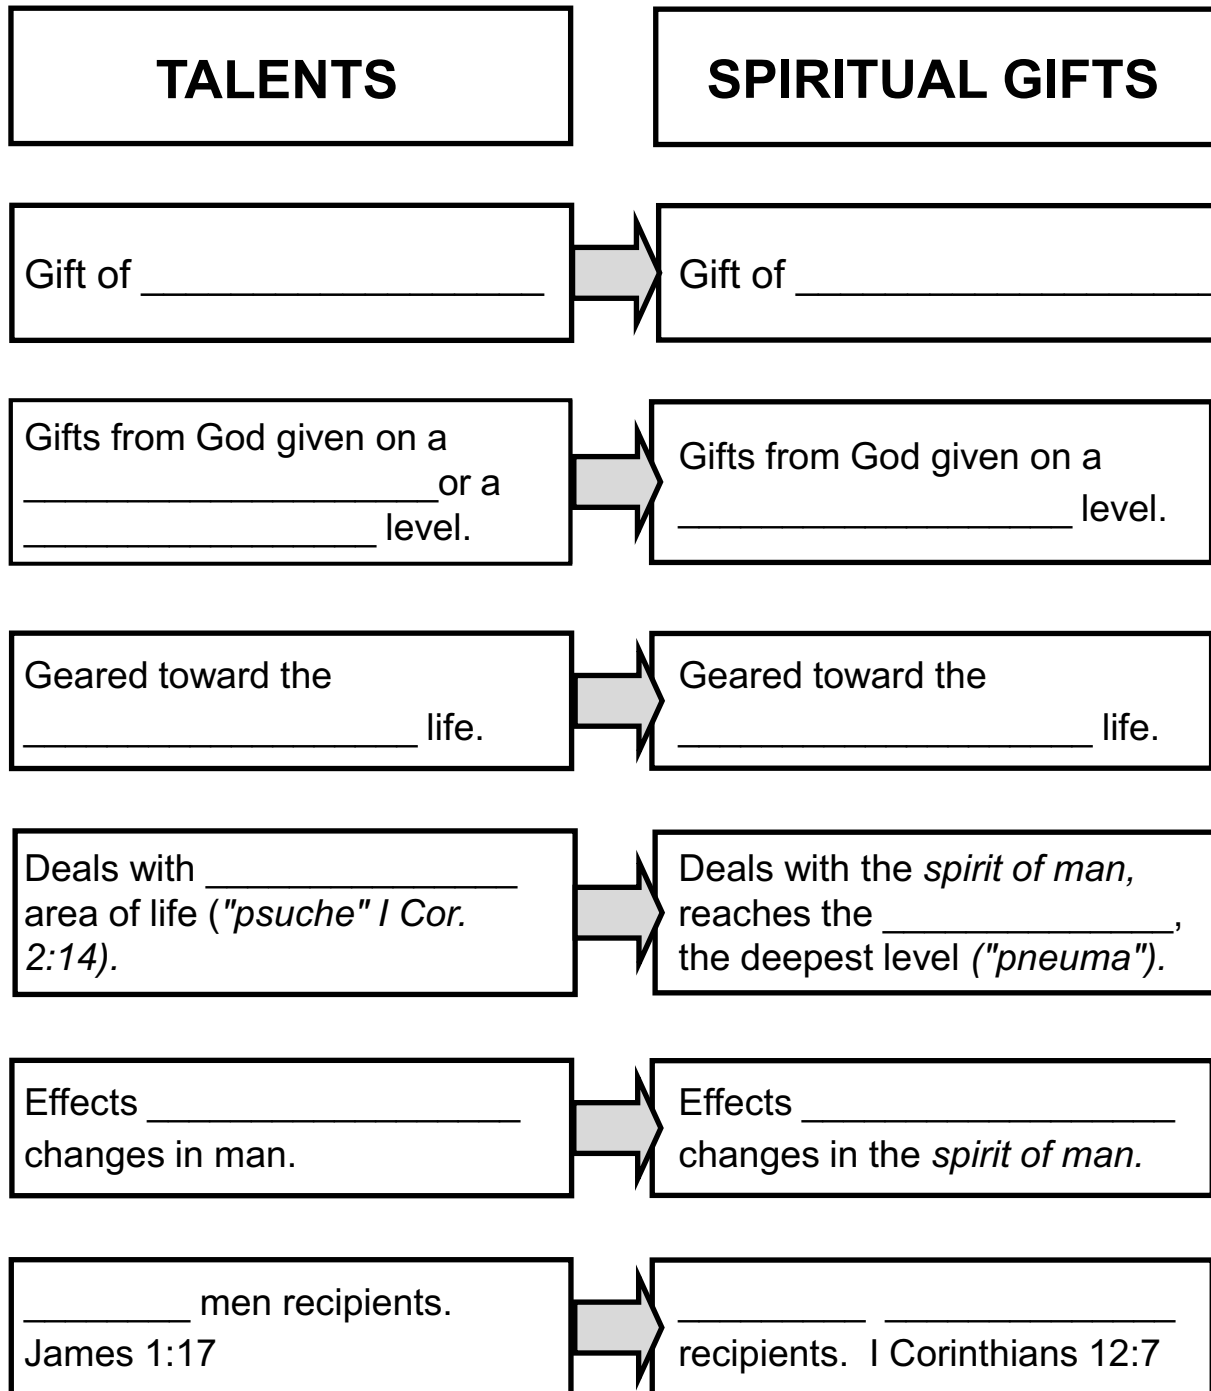 TALENTS
SPIRITUAL GIFTS
Gift of ____________________
Gift of ____________________
Gifts from God given on a
____________________or a
_________________ level.
Gifts from God given on a
___________________ level.
Geared toward the
___________________ life.
Geared toward the
____________________ life.
Deals with _______________
area of life ("psuche" I Cor.
2:14).
Deals with the spirit of man,
reaches the ______________,
the deepest level ("pneuma").
Effects __________________
changes in man.
Effects __________________
changes in the spirit of man.
________ men recipients.
James 1:17
_________ ______________
recipients.  I Corinthians 12:7